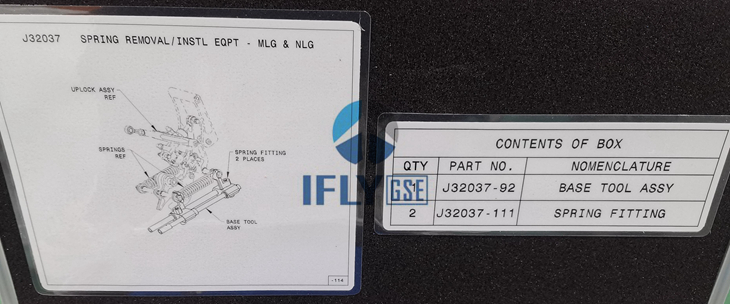 J32037 SPRING REMOVAL/INSTL EQPT - MLG & NLG
UPLOCK ASSY
REF
SPRINGS
REF
SPRING FITTING
2 PLACES
BASE TOOL
ASSY
-114
IFLY GSE
CONTENTS OF BOX
QTY PART NO. NOMENCLATURE
1 J32037-92 BASE TOOL ASSY
2 J32037-111 SPRING FITTING